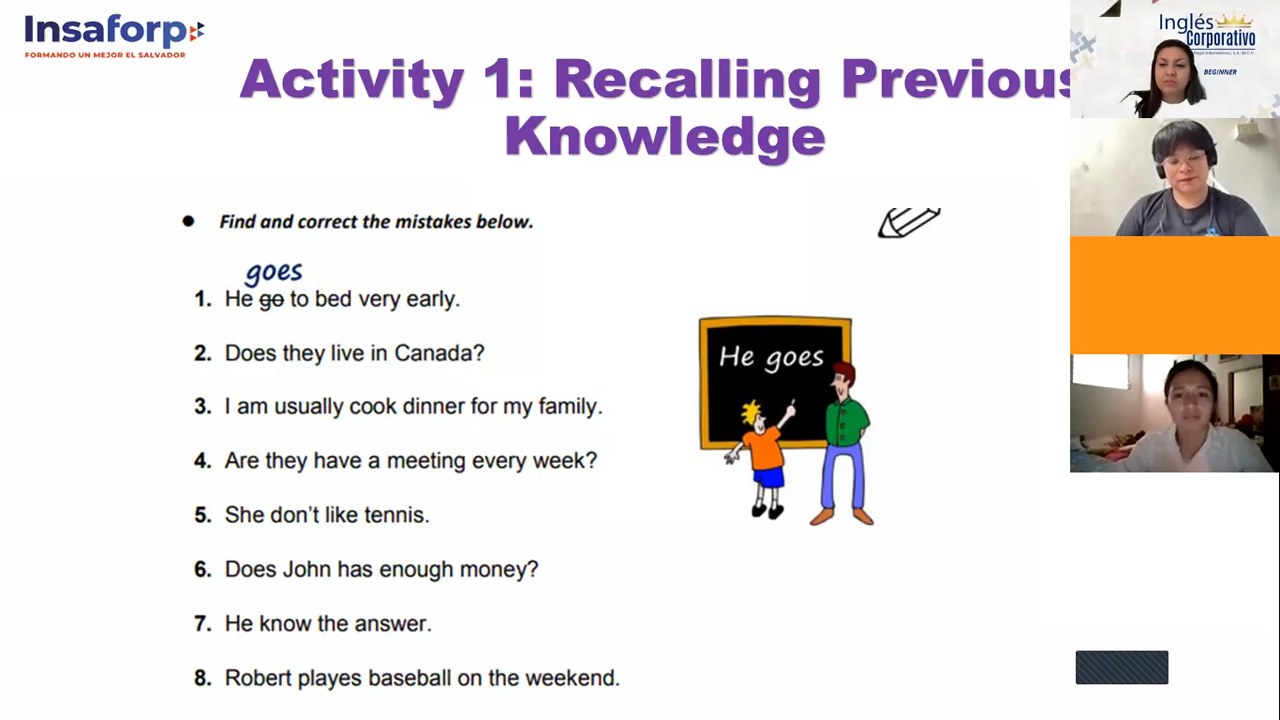 Insaforp
FORMANDO UN MEJOR EL SALVADOR
Activity 1: Recalling Previous
Knowledge
Inglés
Corporativo
BEGINNER
• Find and correct the mistakes below.
goes
1. He go to bed very early.
2. Does they live in Canada?
3. I am usually cook dinner for my family.
4. Are they have a meeting every week?
5. She don't like tennis.
6. Does John has enough money?
7. He know the answer.
8. Robert playes baseball on the weekend.
He goes